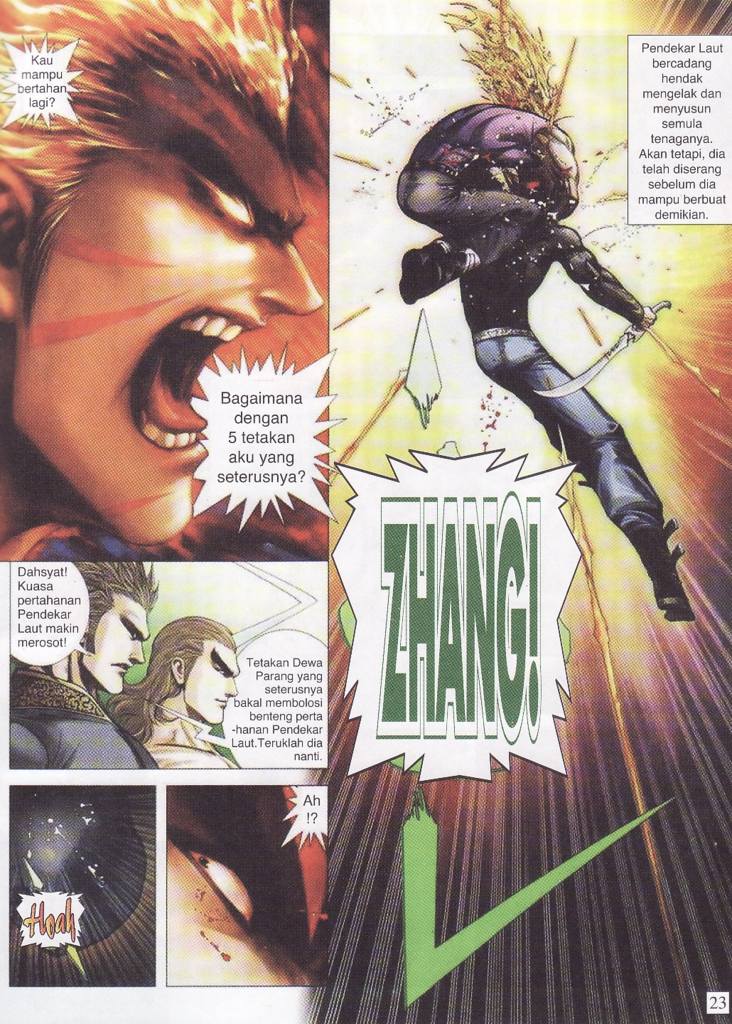 Kau
mampu
bertahan
lagi?
Bagaimana
dengan
5 tetakan
aku yang
seterusnya?
Pendekar Laut
bercadang
hendak
mengelak dan
menyusun
semula
tenaganya.
Akan tetapi, dia
telah diserang
sebelum dia
mampu berbuat
demikian.
ZHANG!
Dahsyat!
Kuasa
pertahanan
Pendekar
Laut makin
merosot!
Tetakan Dewa
Parang yang
seterusnya
bakal membolosi
benteng perta
-hanan Pendekar
Laut.Teruklah dia
nanti.
Hoah
Ah
!?
23